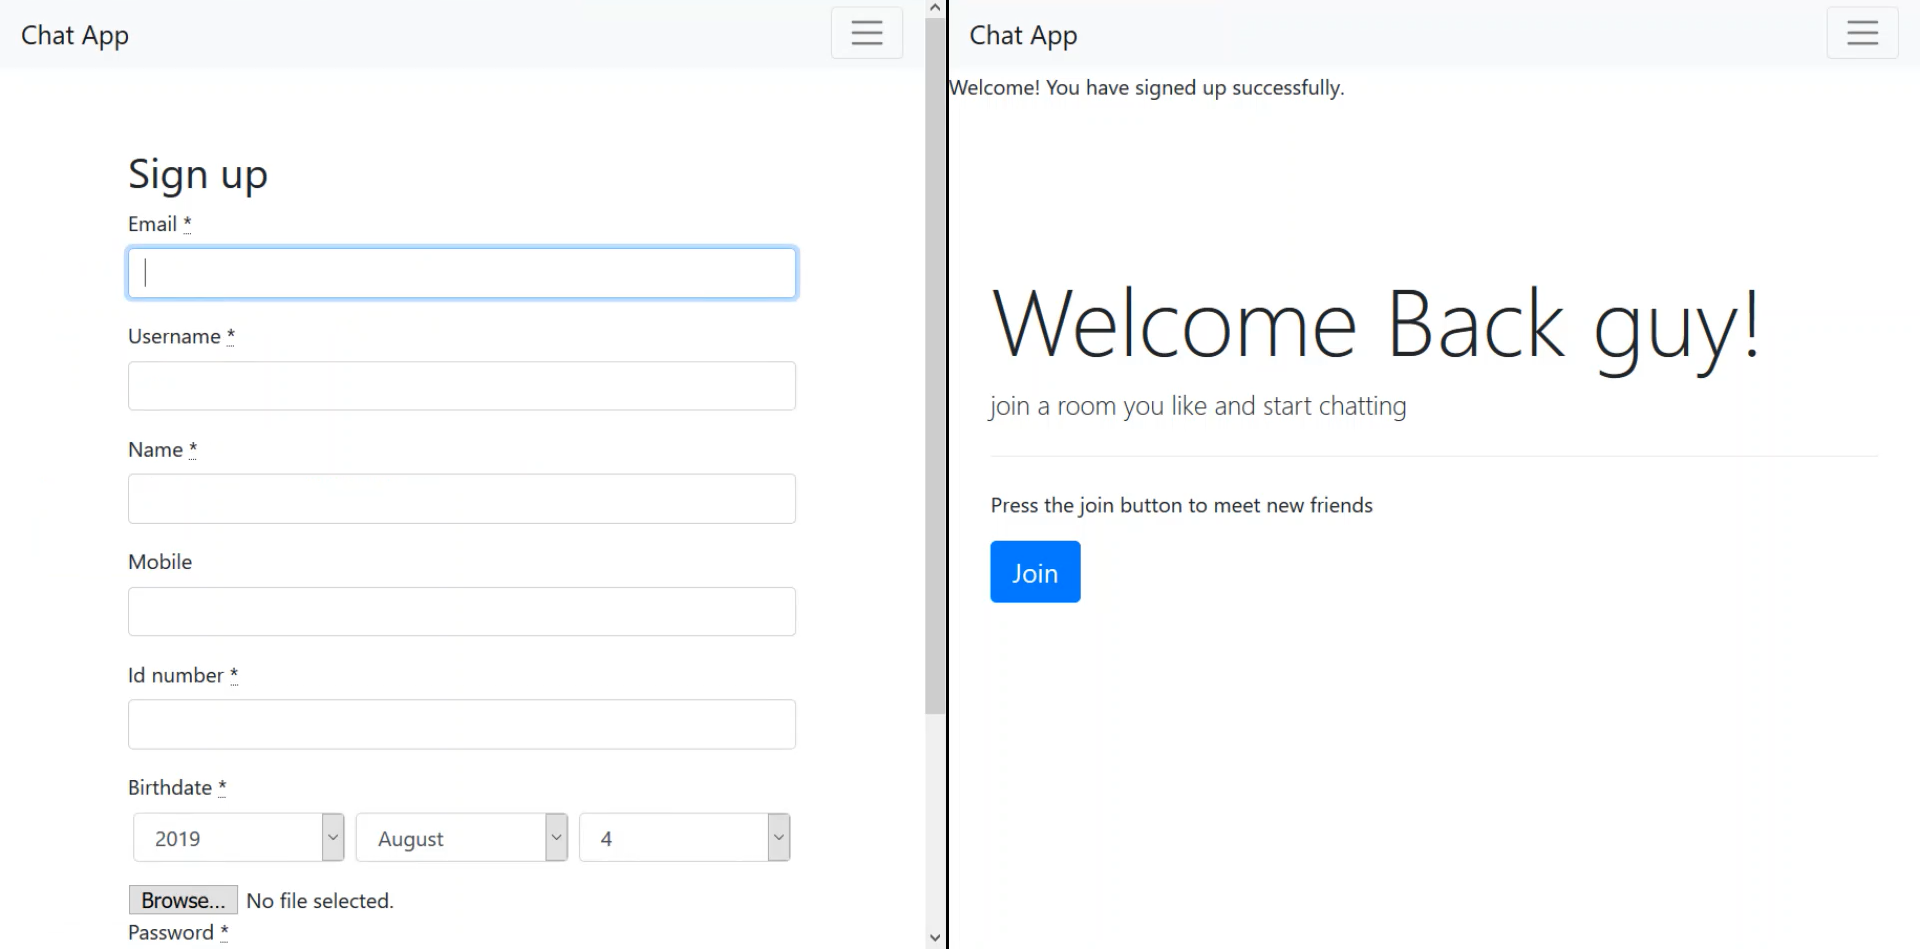 Chat App
Sign up
Email *
Username *
Name *
Mobile
Id number *
Birthdate *
2019 August 4
Browse... No file selected.
Password *
Chat App
Welcome! You have signed up successfully.
Welcome Back guy!
join a room you like and start chatting
Press the join button to meet new friends
Join